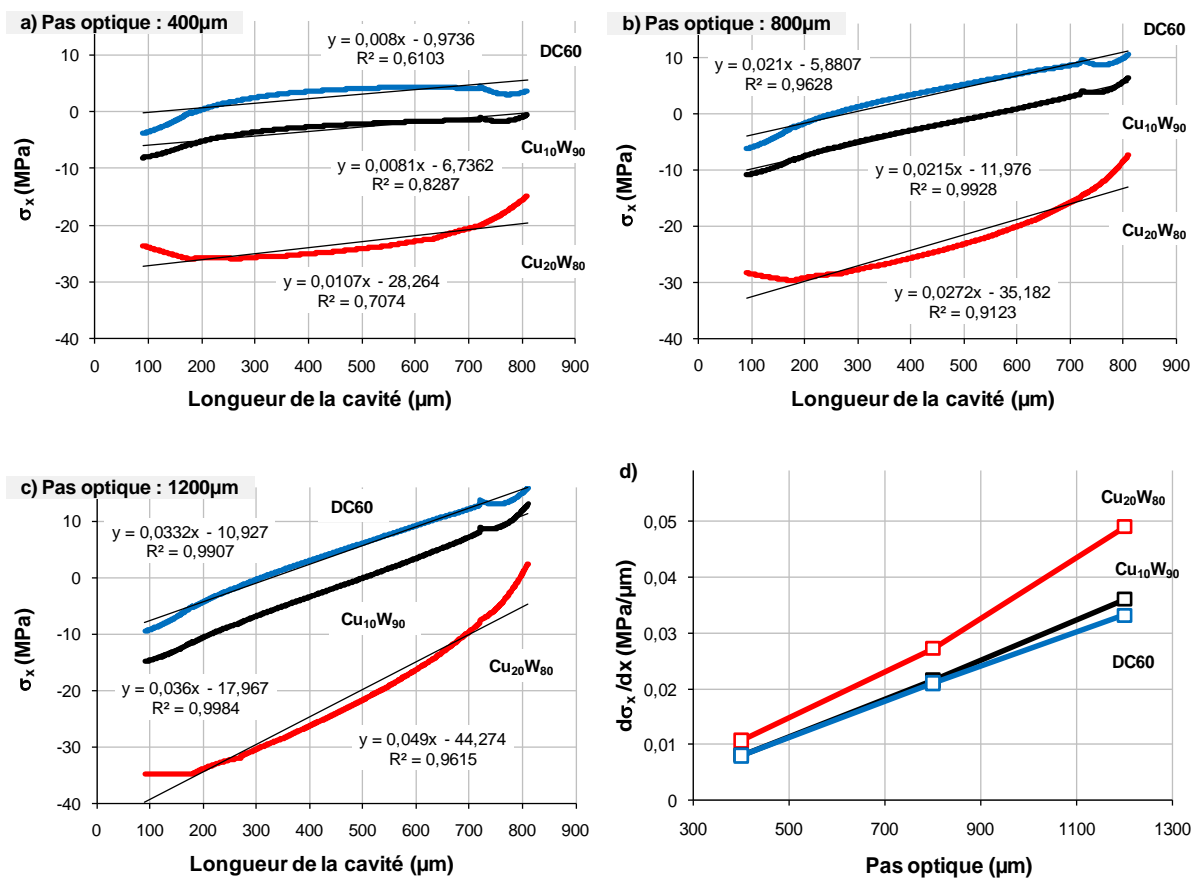 a) Pas optique : 400µm
y = 0,008x - 0,9736
R² = 0,6103
DC60
Cu₁₀W₉₀
y = 0,0081x - 6,7362
R² = 0,8287
Cu₂₀W₈₀
y = 0,0107x - 28,264
R² = 0,7074
10
0
-10
-20
-30
-40
σₓ (MPa)
0 100 200 300 400 500 600 700 800 900
Longueur de la cavité (µm)
b) Pas optique : 800µm
DC60
y = 0,021x - 5,8807
R² = 0,9628
Cu₁₀W₉₀
y = 0,0215x - 11,976
R² = 0,9928
Cu₂₀W₈₀
y = 0,0272x - 35,182
R² = 0,9123
10
0
-10
-20
-30
-40
σₓ (MPa)
0 100 200 300 400 500 600 700 800 900
Longueur de la cavité (µm)
c) Pas optique : 1200µm
DC60
y = 0,0332x - 10,927
R² = 0,9907
Cu₁₀W₉₀
Cu₂₀W₈₀
y = 0,036x - 17,967
R² = 0,9984
y = 0,049x - 44,274
R² = 0,9615
10
0
-10
-20
-30
-40
σₓ (MPa)
0 100 200 300 400 500 600 700 800 900
Longueur de la cavité (µm)
d)
Cu₂₀W₈₀
Cu₁₀W₉₀
DC60
0,05
0,04
0,03
0,02
0,01
0
dσₓ/dx (MPa/µm)
300 500 700 900 1100 1300
Pas optique (µm)